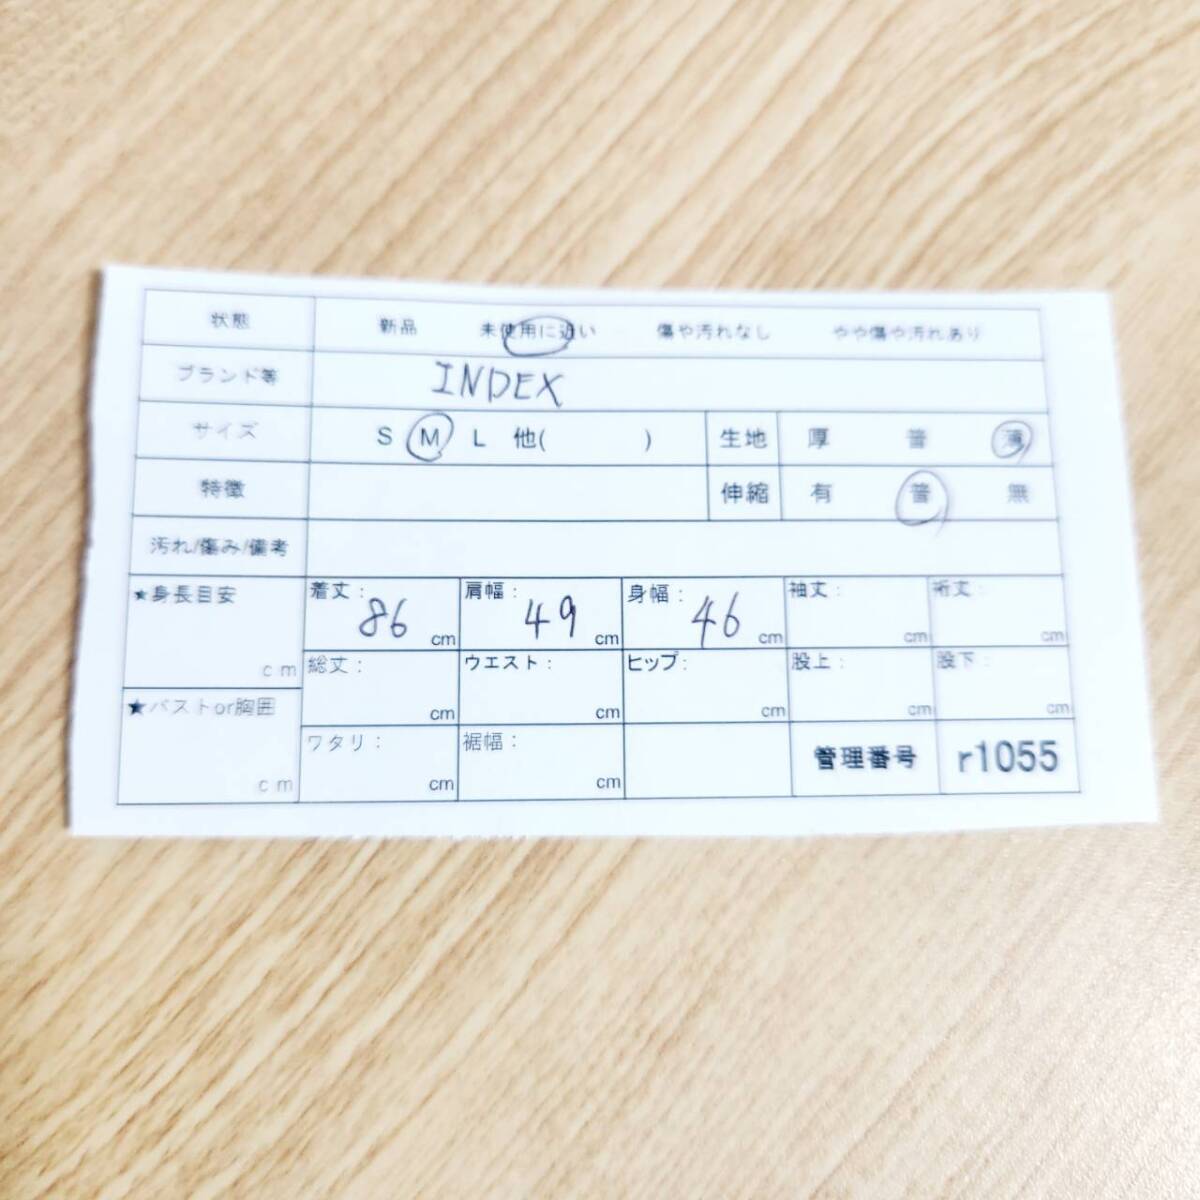 状態 新品 未使用に近い 傷や汚れなし やや傷や汚れあり
ブランド等 INDEX
サイズ S M L 他( ) 生地 厚 普 薄
特徴 伸縮 有 普 無
汚れ/傷み/備考
★身長目安 cm
着丈: 86 cm 肩幅: 49 cm 身幅: 46 cm 袖丈: cm 裄丈: cm
総丈: cm ウエスト: cm ヒップ: cm 股上: cm 股下: cm
★バストor胸囲 cm
ワタリ: cm 裾幅: cm 管理番号 r1055